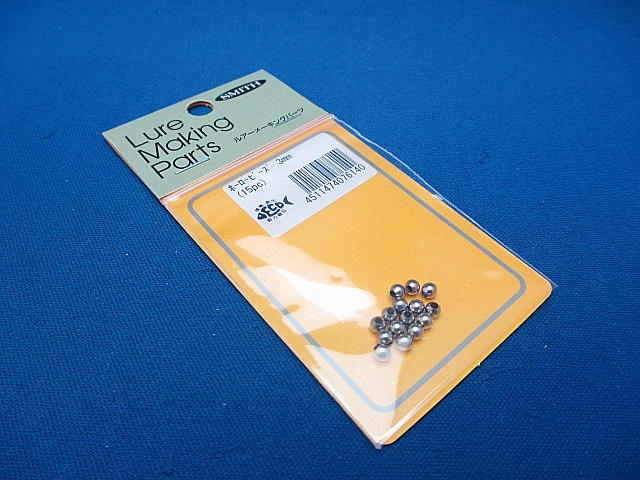 SMITH
Lure
Making
Parts
ルアーメーキングパーツ
ホーロービーズ 3mm
(15pc)
4511474076140